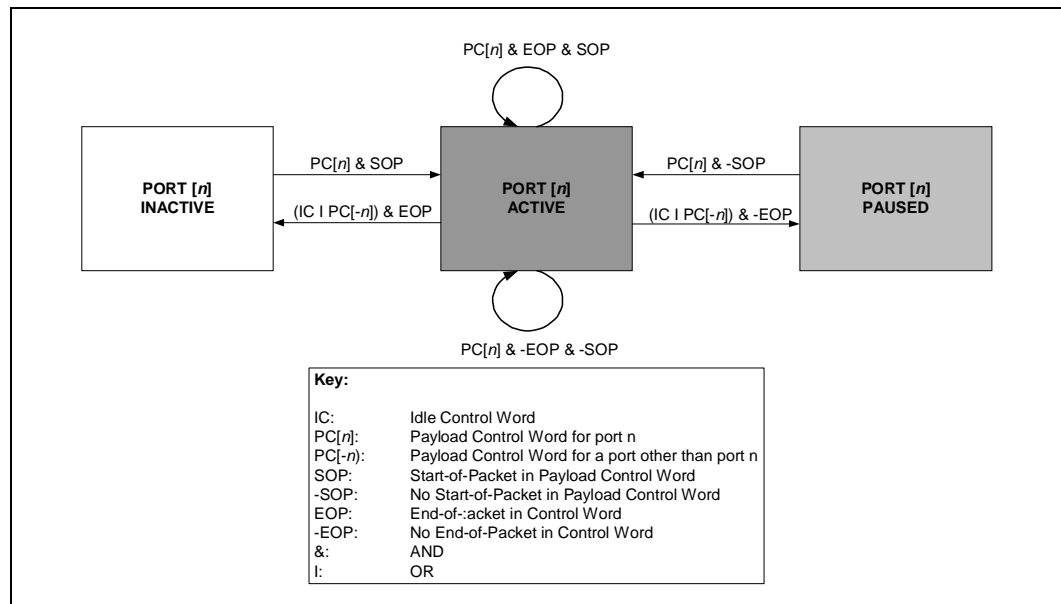 PC[n] & EOP & SOP
PORT [n]
INACTIVE
PC[n] & SOP
(IC I PC[-n]) & EOP
PORT [n]
ACTIVE
PC[n] & -SOP
(IC I PC[-n]) & -EOP
PORT [n]
PAUSED
PC[n] & -EOP & -SOP
Key:
IC: Idle Control Word
PC[n]: Payload Control Word for port n
PC[-n): Payload Control Word for a port other than port n
SOP: Start-of-Packet in Payload Control Word
-SOP: No Start-of-Packet in Payload Control Word
EOP: End-of-:acket in Control Word
-EOP: No End-of-Packet in Control Word
&: AND
I: OR